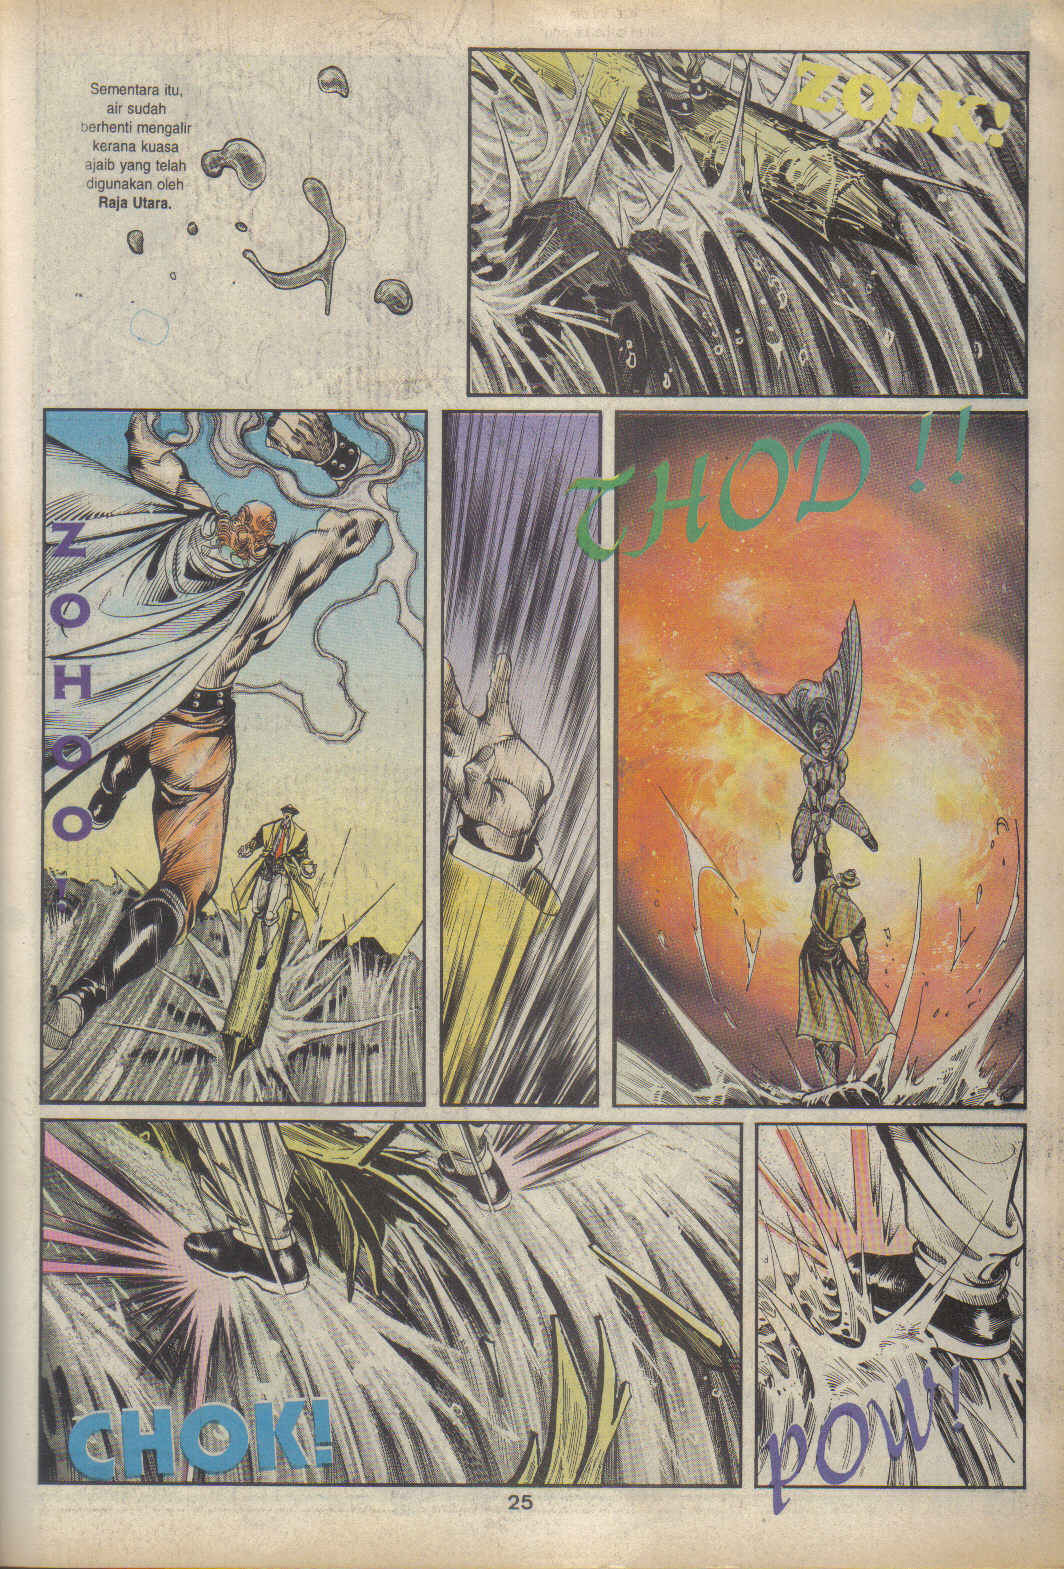 Sementara itu,
air sudah
berhenti mengalir
kerana kuasa
ajaib yang telah
digunakan oleh
Raja Utara.
ZOLK!
ZOHOO!
THOD!!
CHOK!
POW!
25